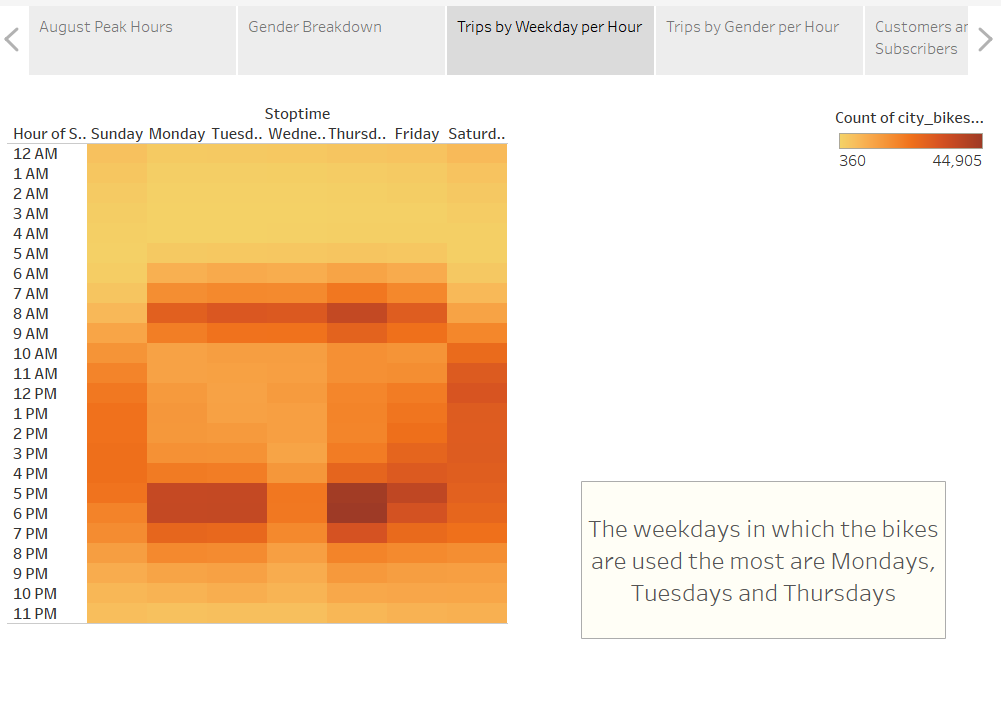 August Peak Hours
Gender Breakdown
Trips by Weekday per Hour
Trips by Gender per Hour
Customers ar
Subscribers
Stoptime
Hour of S.. Sunday Monday Tuesd.. Wedne.. Thursd.. Friday Saturd..
12 AM
1 AM
2 AM
3 AM
4 AM
5 AM
6 AM
7 AM
8 AM
9 AM
10 AM
11 AM
12 PM
1 PM
2 PM
3 PM
4 PM
5 PM
6 PM
7 PM
8 PM
9 PM
10 PM
11 PM
Count of city_bikes...
360 44,905
The weekdays in which the bikes
are used the most are Mondays,
Tuesdays and Thursdays